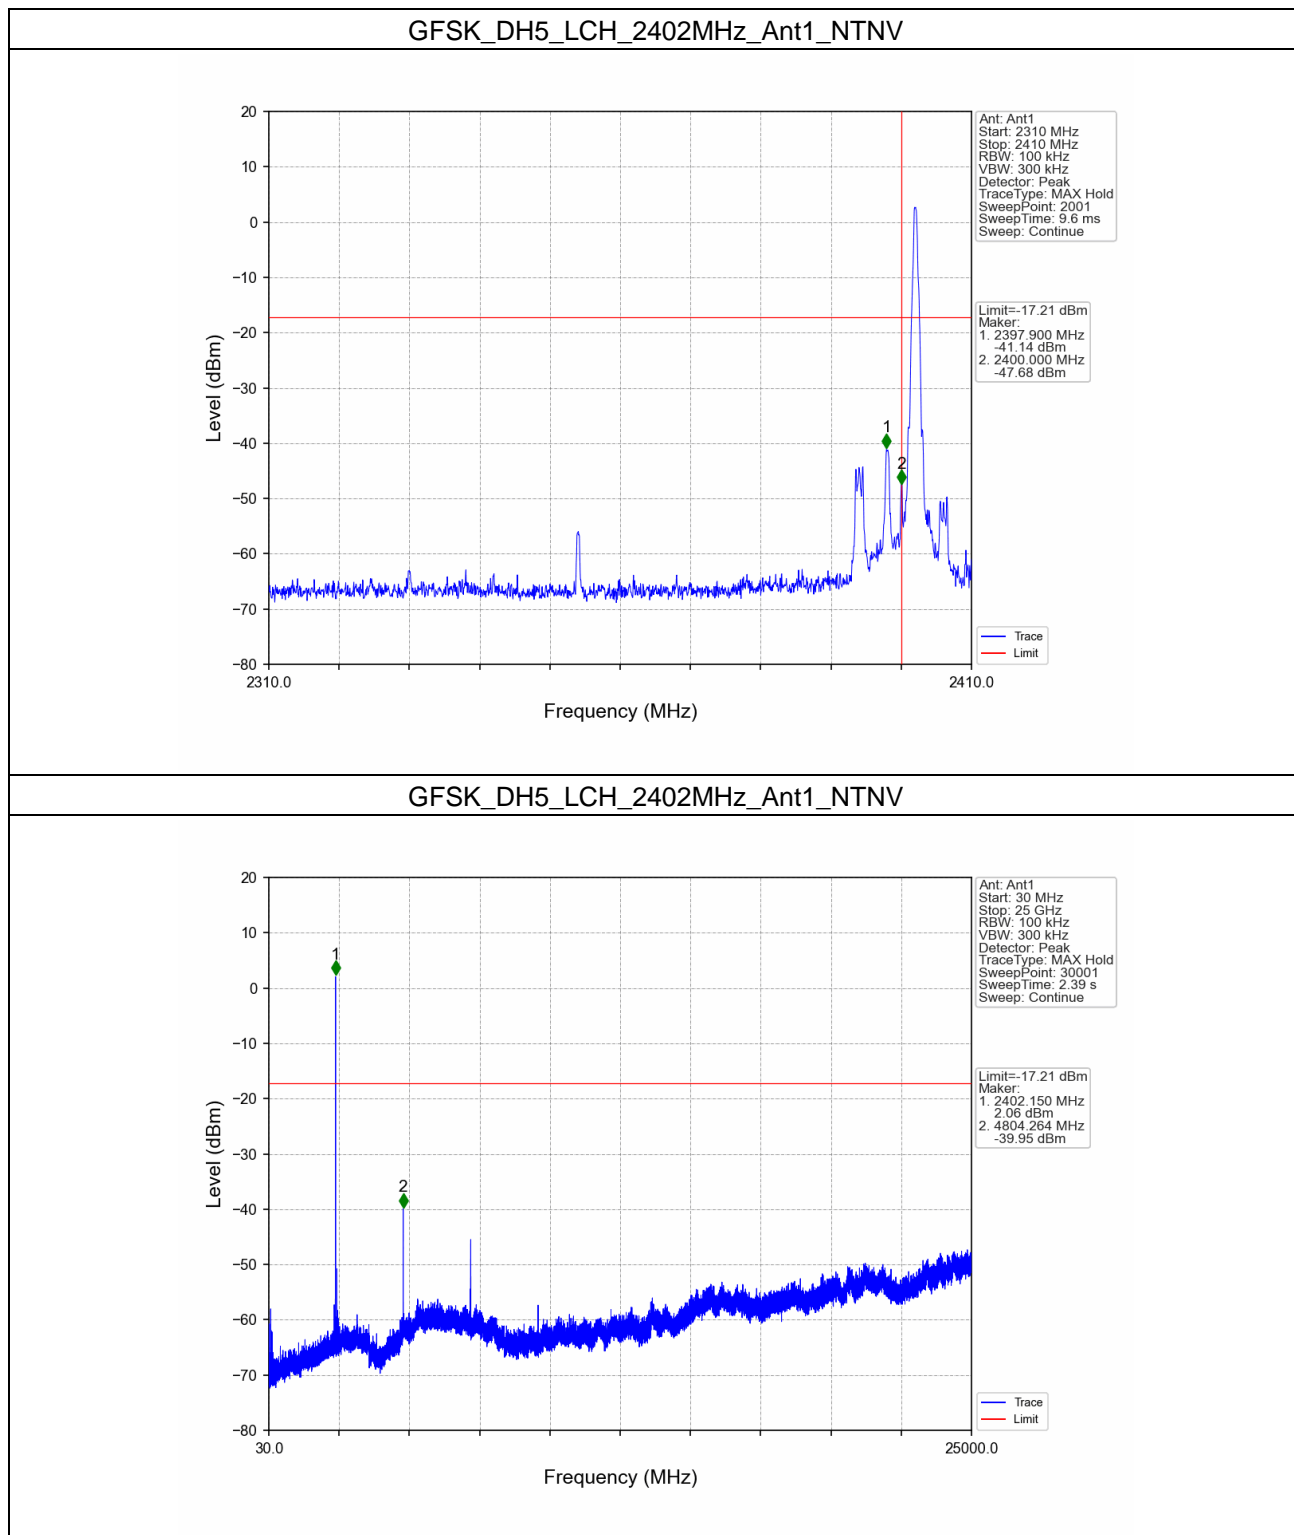 GFSK_DH5_LCH_2402MHz_Ant1_NTNV
20
10
0
−10
−20
−30
−40
−50
−60
−70
−80
Level (dBm)
2310.0
2410.0
Frequency (MHz)
1
2
Ant: Ant1
Start: 2310 MHz
Stop: 2410 MHz
RBW: 100 kHz
VBW: 300 kHz
Detector: Peak
TraceType: MAX Hold
SweepPoint: 2001
SweepTime: 9.6 ms
Sweep: Continue
Limit=-17.21 dBm
Maker:
1. 2397.900 MHz
-41.14 dBm
2. 2400.000 MHz
-47.68 dBm
Trace
Limit
GFSK_DH5_LCH_2402MHz_Ant1_NTNV
20
10
0
−10
−20
−30
−40
−50
−60
−70
−80
Level (dBm)
30.0
25000.0
Frequency (MHz)
1
2
Ant: Ant1
Start: 30 MHz
Stop: 25 GHz
RBW: 100 kHz
VBW: 300 kHz
Detector: Peak
TraceType: MAX Hold
SweepPoint: 30001
SweepTime: 2.39 s
Sweep: Continue
Limit=-17.21 dBm
Maker:
1. 2402.150 MHz
2.06 dBm
2. 4804.264 MHz
-39.95 dBm
Trace
Limit